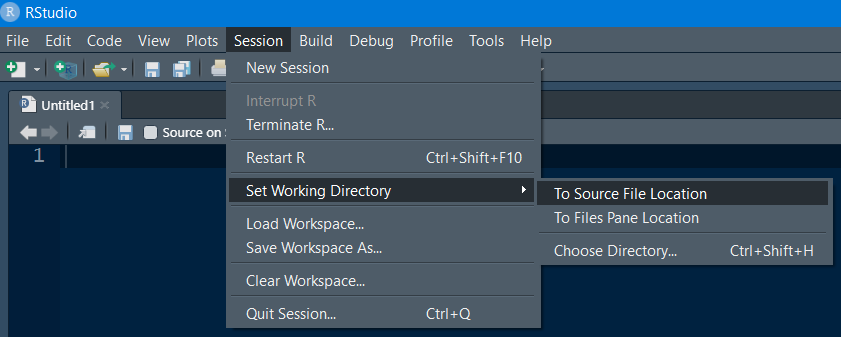 R RStudio
File Edit Code View Plots Session Build Debug Profile Tools Help
New Session
Interrupt R
Terminate R...
Restart R Ctrl+Shift+F10
Set Working Directory
To Source File Location
To Files Pane Location
Choose Directory... Ctrl+Shift+H
Load Workspace...
Save Workspace As...
Clear Workspace...
Quit Session... Ctrl+Q
Untitled1
Source on
1